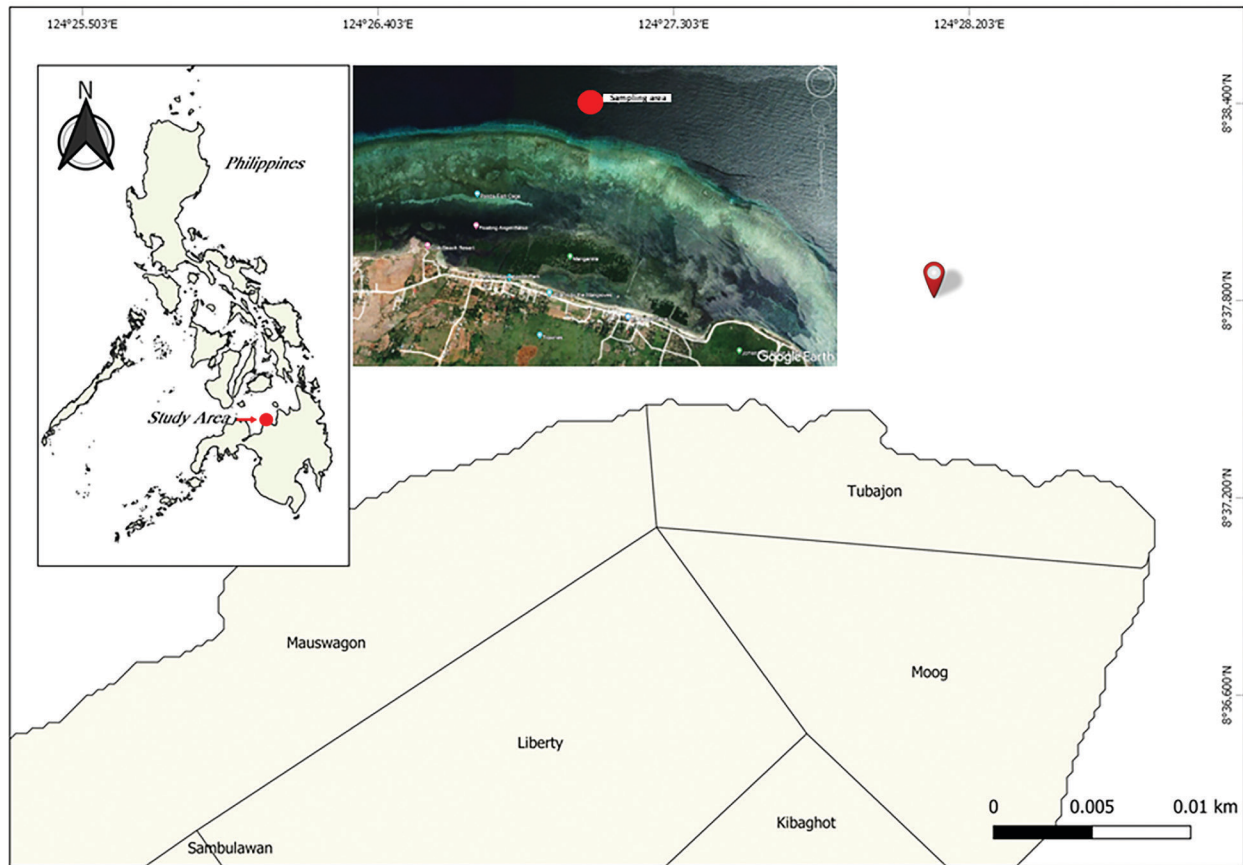 124°25.503'E 124°26.403'E 124°27.303'E 124°28.203'E
N
Philippines
Study Area
Sampling area
Mangrove
Google Earth
8°38.400'N
8°37.800'N
8°37.200'N
8°36.600'N
Tubajon
Mauswagon
Moog
Liberty
Kibaghot
Sambulawan
0 0.005 0.01 km